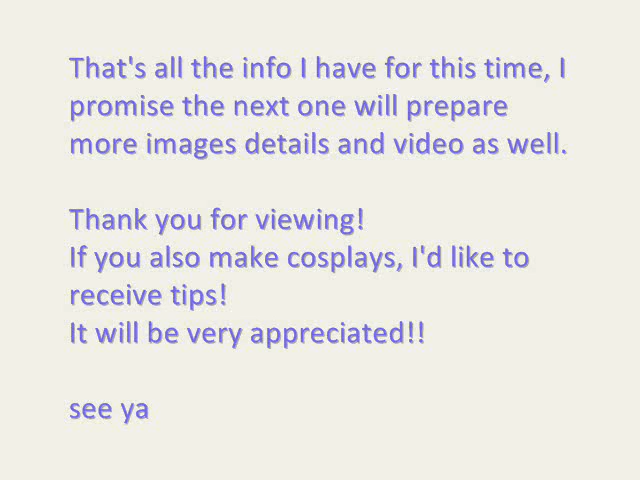 That's all the info I have for this time, I
promise the next one will prepare
more images details and video as well.
Thank you for viewing!
If you also make cosplays, I'd like to
receive tips!
It will be very appreciated!!
see ya